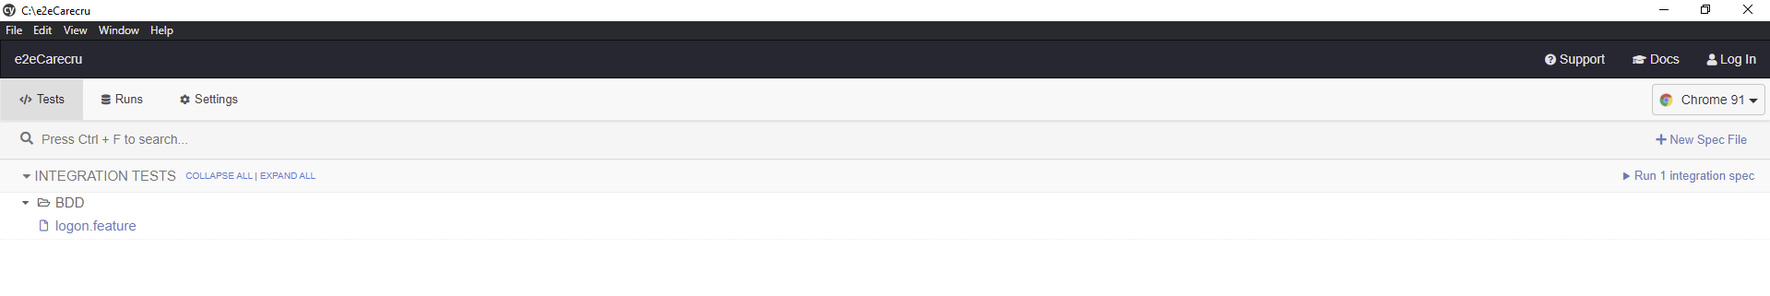 cy C:\e2eCarecru
File Edit View Window Help
e2eCarecru Support Docs Log In
</> Tests Runs Settings Chrome 91
Press Ctrl + F to search... + New Spec File
INTEGRATION TESTS COLLAPSE ALL | EXPAND ALL Run 1 integration spec
BDD
logon.feature